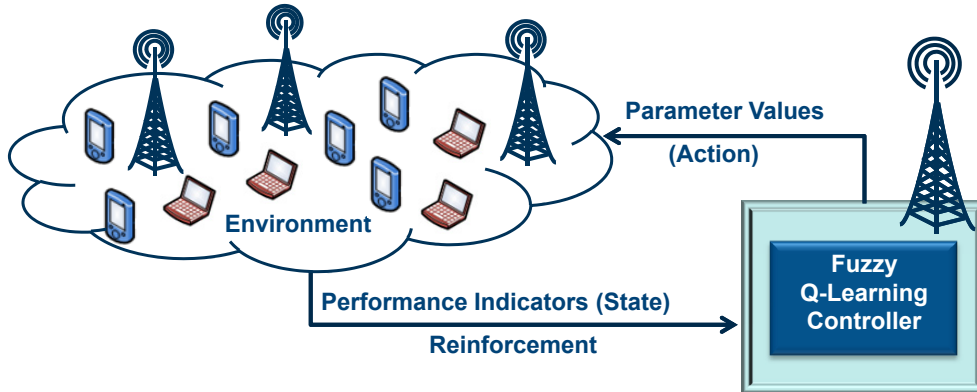 Parameter Values
(Action)
Environment
Performance Indicators (State)
Reinforcement
Fuzzy
Q-Learning
Controller